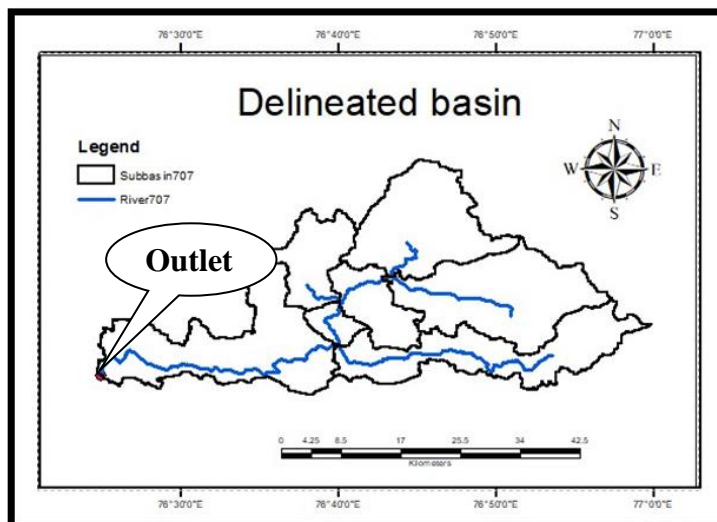 76°30'0"E 76°40'0"E 76°50'0"E 77°0'0"E
Delineated basin
Legend
Subbasin707
River707
N
W E
S
Outlet
0 4.25 8.5 17 25.5 34 42.5
Kilometers
76°30'0"E 76°40'0"E 76°50'0"E 77°0'0"E